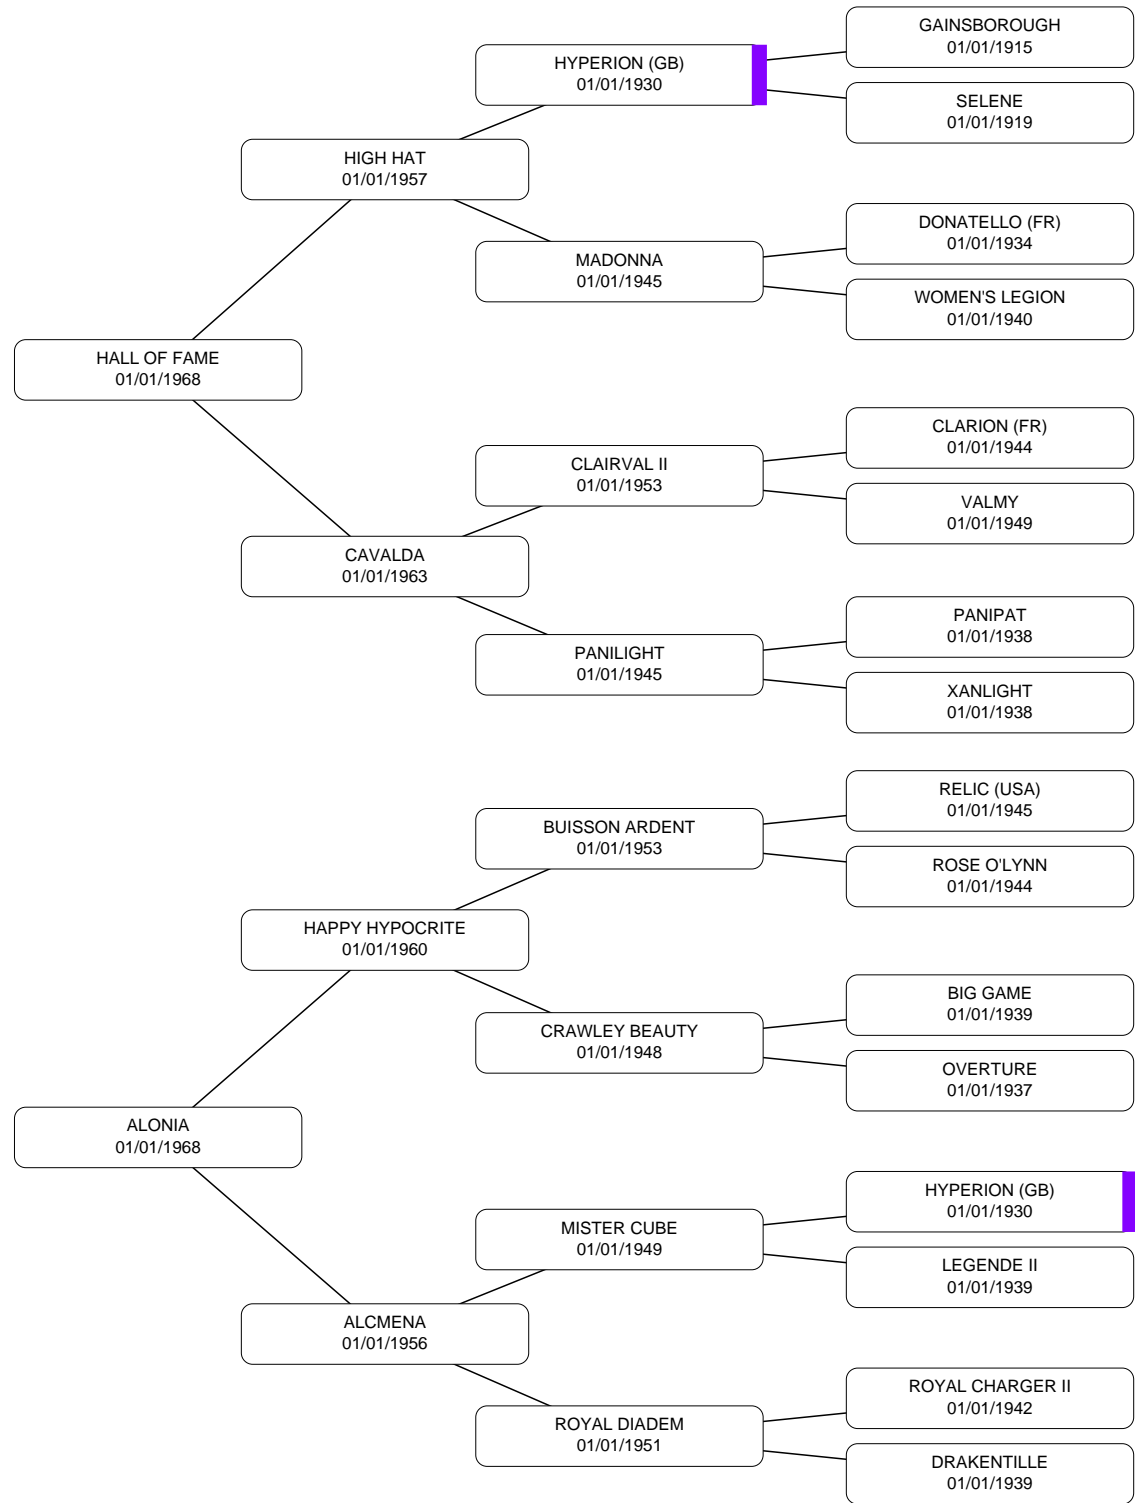 GAINSBOROUGH
01/01/1915
HYPERION (GB)
01/01/1930
SELENE
01/01/1919
HIGH HAT
01/01/1957
DONATELLO (FR)
01/01/1934
MADONNA
01/01/1945
WOMEN'S LEGION
01/01/1940
HALL OF FAME
01/01/1968
CLARION (FR)
01/01/1944
CLAIRVAL II
01/01/1953
VALMY
01/01/1949
CAVALDA
01/01/1963
PANIPAT
01/01/1938
PANILIGHT
01/01/1945
XANLIGHT
01/01/1938
RELIC (USA)
01/01/1945
BUISSON ARDENT
01/01/1953
ROSE O'LYNN
01/01/1944
HAPPY HYPOCRITE
01/01/1960
BIG GAME
01/01/1939
CRAWLEY BEAUTY
01/01/1948
OVERTURE
01/01/1937
ALONIA
01/01/1968
HYPERION (GB)
01/01/1930
MISTER CUBE
01/01/1949
LEGENDE II
01/01/1939
ALCMENA
01/01/1956
ROYAL CHARGER II
01/01/1942
ROYAL DIADEM
01/01/1951
DRAKENTILLE
01/01/1939